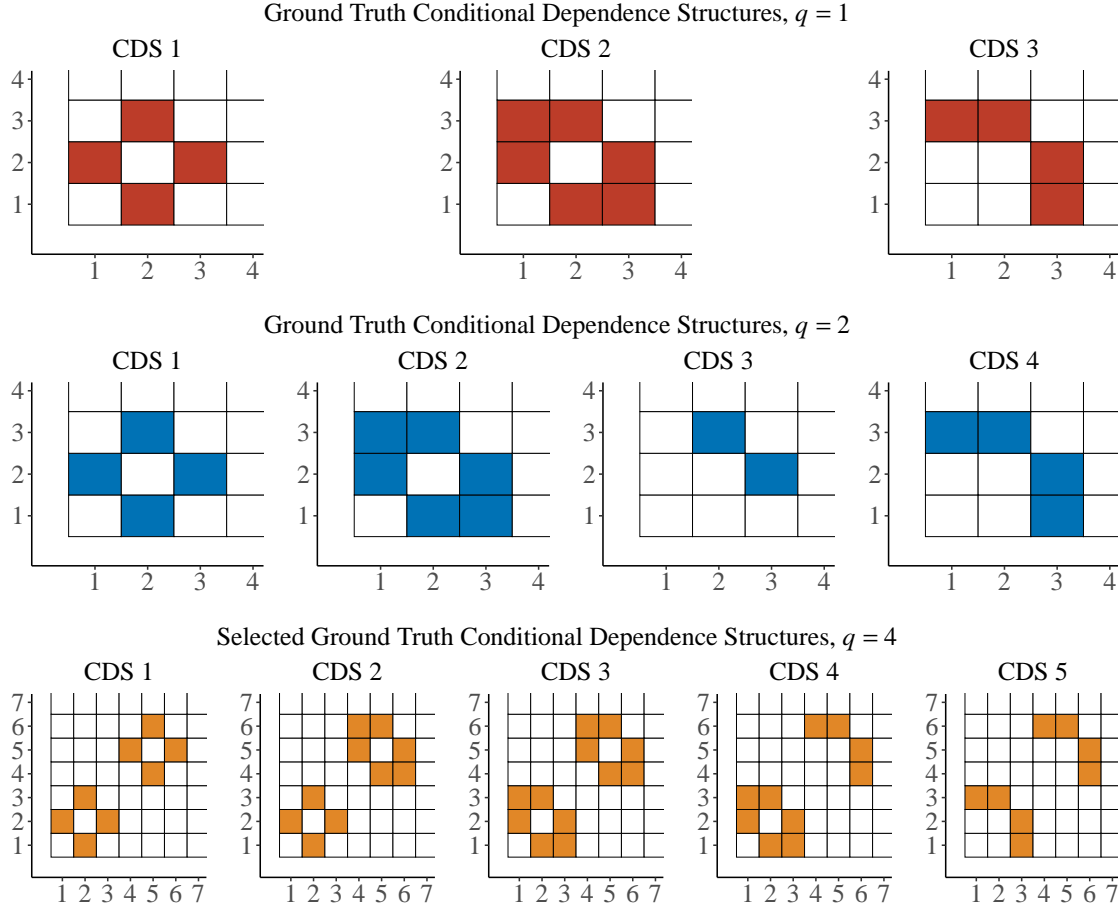 Ground Truth Conditional Dependence Structures, q = 1
CDS 1 CDS 2 CDS 3
4 4 4
3 3 3
2 2 2
1 1 1
1 2 3 4 1 2 3 4 1 2 3 4
Ground Truth Conditional Dependence Structures, q = 2
CDS 1 CDS 2 CDS 3 CDS 4
4 4 4 4
3 3 3 3
2 2 2 2
1 1 1 1
1 2 3 4 1 2 3 4 1 2 3 4 1 2 3 4
Selected Ground Truth Conditional Dependence Structures, q = 4
CDS 1 CDS 2 CDS 3 CDS 4 CDS 5
7 7 7 7 7
6 6 6 6 6
5 5 5 5 5
4 4 4 4 4
3 3 3 3 3
2 2 2 2 2
1 1 1 1 1
1 2 3 4 5 6 7 1 2 3 4 5 6 7 1 2 3 4 5 6 7 1 2 3 4 5 6 7 1 2 3 4 5 6 7